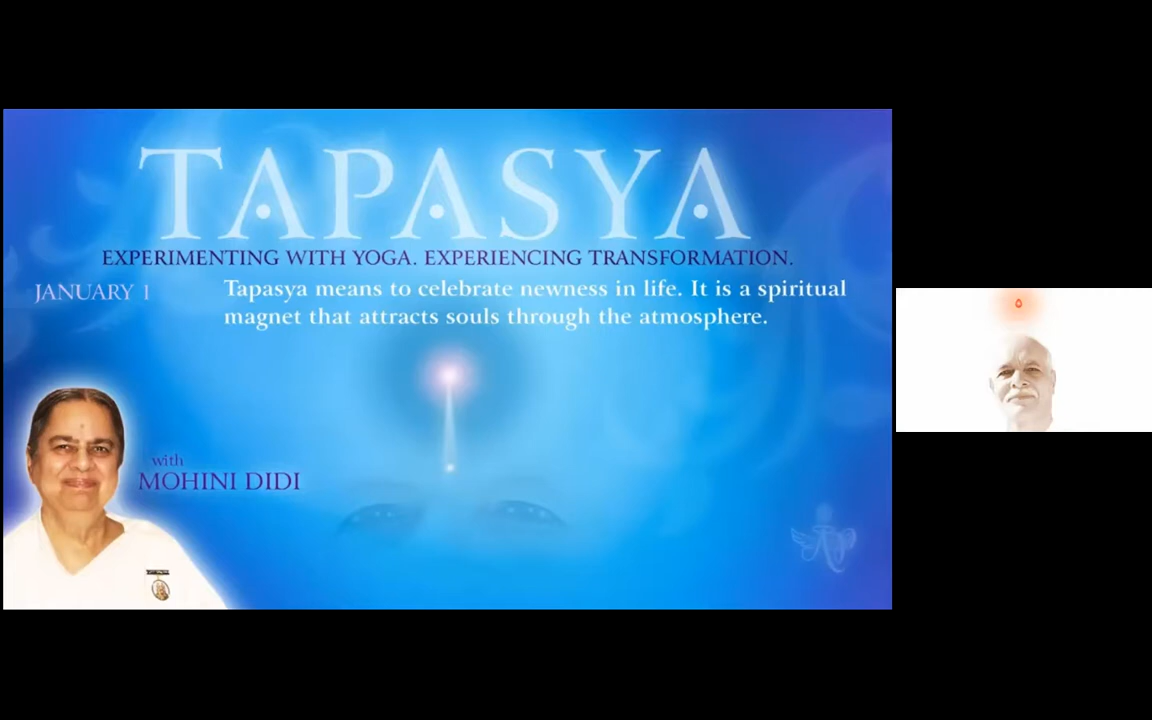 TAPASYA
EXPERIMENTING WITH YOGA. EXPERIENCING TRANSFORMATION.
JANUARY 1
Tapasya means to celebrate newness in life. It is a spiritual
magnet that attracts souls through the atmosphere.
with
MOHINI DIDI